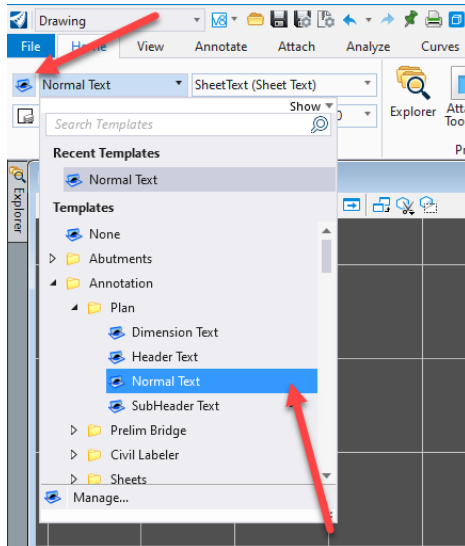 Drawing
File Home View Annotate Attach Analyze Curves
Normal Text SheetText (Sheet Text)
Show
Search Templates
0
Explorer
Recent Templates
Normal Text
Templates
None
Abutments
Annotation
Plan
Dimension Text
Header Text
Normal Text
SubHeader Text
Prelim Bridge
Civil Labeler
Sheets
Manage...
Explorer